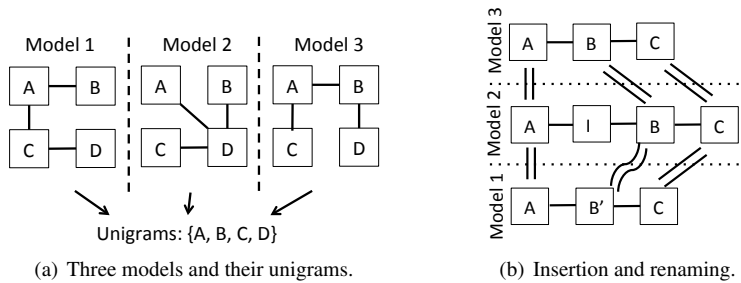 Model 1 Model 2 Model 3
A B A B A B
C D C D C D
Unigrams: {A, B, C, D}
(a) Three models and their unigrams.
Model 3
A B C
Model 2
A I B C
Model 1
A B' C
(b) Insertion and renaming.